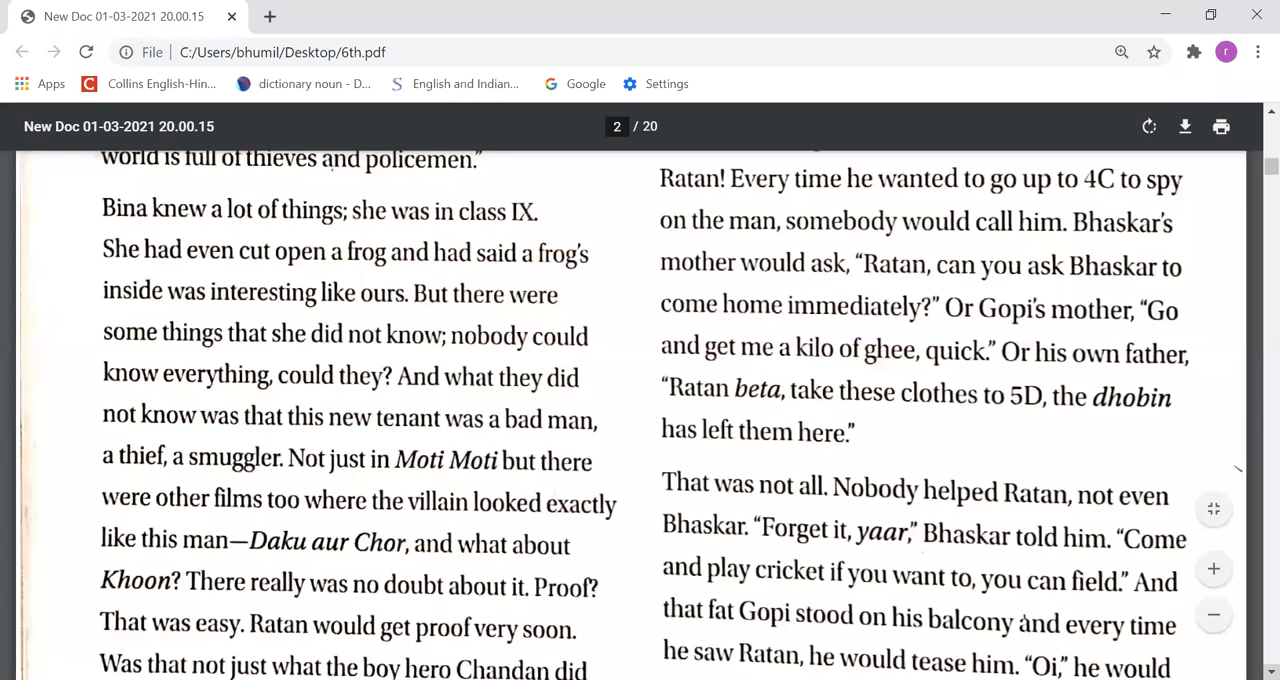 New Doc 01-03-2021 20.00.15
File
C:/Users/bhumil/Desktop/6th.pdf
r
Apps
Collins English-Hin...
dictionary noun - D...
English and Indian...
Google
Settings
New Doc 01-03-2021 20.00.15
2 / 20
world is full of thieves and policemen."
Bina knew a lot of things; she was in class IX.
She had even cut open a frog and had said a frog's
inside was interesting like ours. But there were
some things that she did not know; nobody could
know everything, could they? And what they did
not know was that this new tenant was a bad man,
a thief, a smuggler. Not just in Moti Moti but there
were other films too where the villain looked exactly
like this man—Daku aur Chor, and what about
Khoon? There really was no doubt about it. Proof?
That was easy. Ratan would get proof very soon.
Was that not just what the boy hero Chandan did
Ratan! Every time he wanted to go up to 4C to spy
on the man, somebody would call him. Bhaskar's
mother would ask, "Ratan, can you ask Bhaskar to
come home immediately?" Or Gopi's mother, "Go
and get me a kilo of ghee, quick." Or his own father,
"Ratan beta, take these clothes to 5D, the dhobin
has left them here."
That was not all. Nobody helped Ratan, not even
Bhaskar. "Forget it, yaar," Bhaskar told him. "Come
and play cricket if you want to, you can field." And
that fat Gopi stood on his balcony and every time
he saw Ratan, he would tease him. "Oi," he would